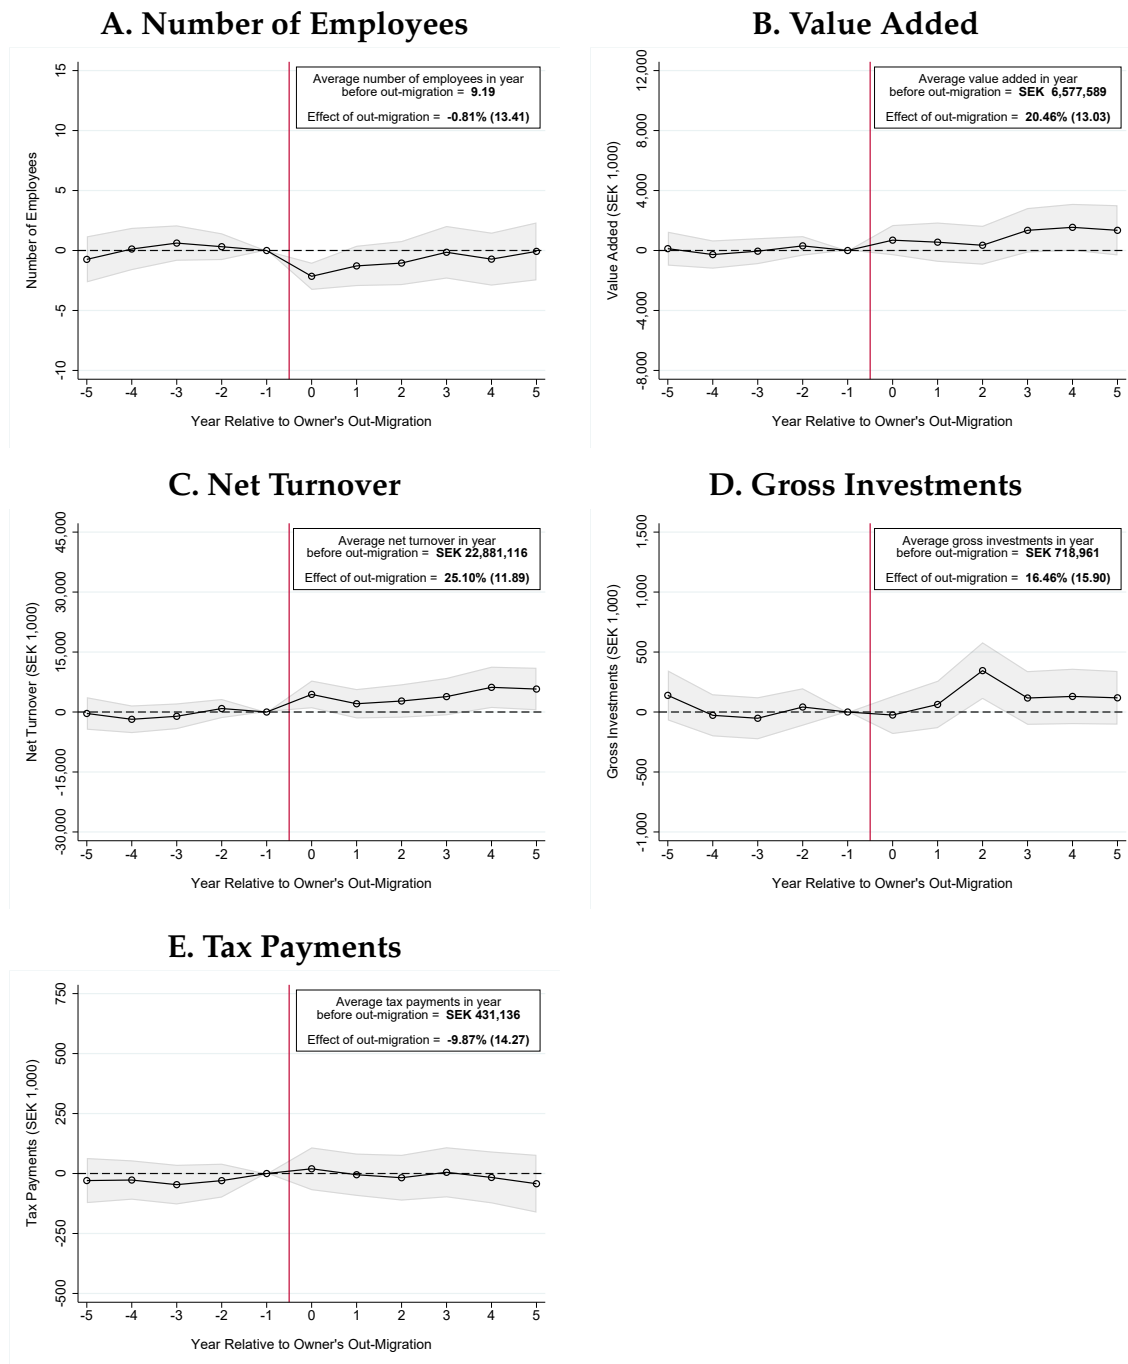 A. Number of Employees
Average number of employees in year
before out-migration = 9.19
Effect of out-migration = -0.81% (13.41)
Number of Employees
15
10
5
0
-5
-10
-5 -4 -3 -2 -1 0 1 2 3 4 5
Year Relative to Owner's Out-Migration
B. Value Added
Average value added in year
before out-migration = SEK 6,577,589
Effect of out-migration = 20.46% (13.03)
Value Added (SEK 1,000)
12,000
8,000
4,000
0
-4,000
-8,000
-5 -4 -3 -2 -1 0 1 2 3 4 5
Year Relative to Owner's Out-Migration
C. Net Turnover
Average net turnover in year
before out-migration = SEK 22,881,116
Effect of out-migration = 25.10% (11.89)
Net Turnover (SEK 1,000)
45,000
30,000
15,000
0
-15,000
-30,000
-5 -4 -3 -2 -1 0 1 2 3 4 5
Year Relative to Owner's Out-Migration
D. Gross Investments
Average gross investments in year
before out-migration = SEK 718,961
Effect of out-migration = 16.46% (15.90)
Gross Investments (SEK 1,000)
1,500
1,000
500
0
-500
-1,000
-5 -4 -3 -2 -1 0 1 2 3 4 5
Year Relative to Owner's Out-Migration
E. Tax Payments
Average tax payments in year
before out-migration = SEK 431,136
Effect of out-migration = -9.87% (14.27)
Tax Payments (SEK 1,000)
750
500
250
0
-250
-500
-5 -4 -3 -2 -1 0 1 2 3 4 5
Year Relative to Owner's Out-Migration